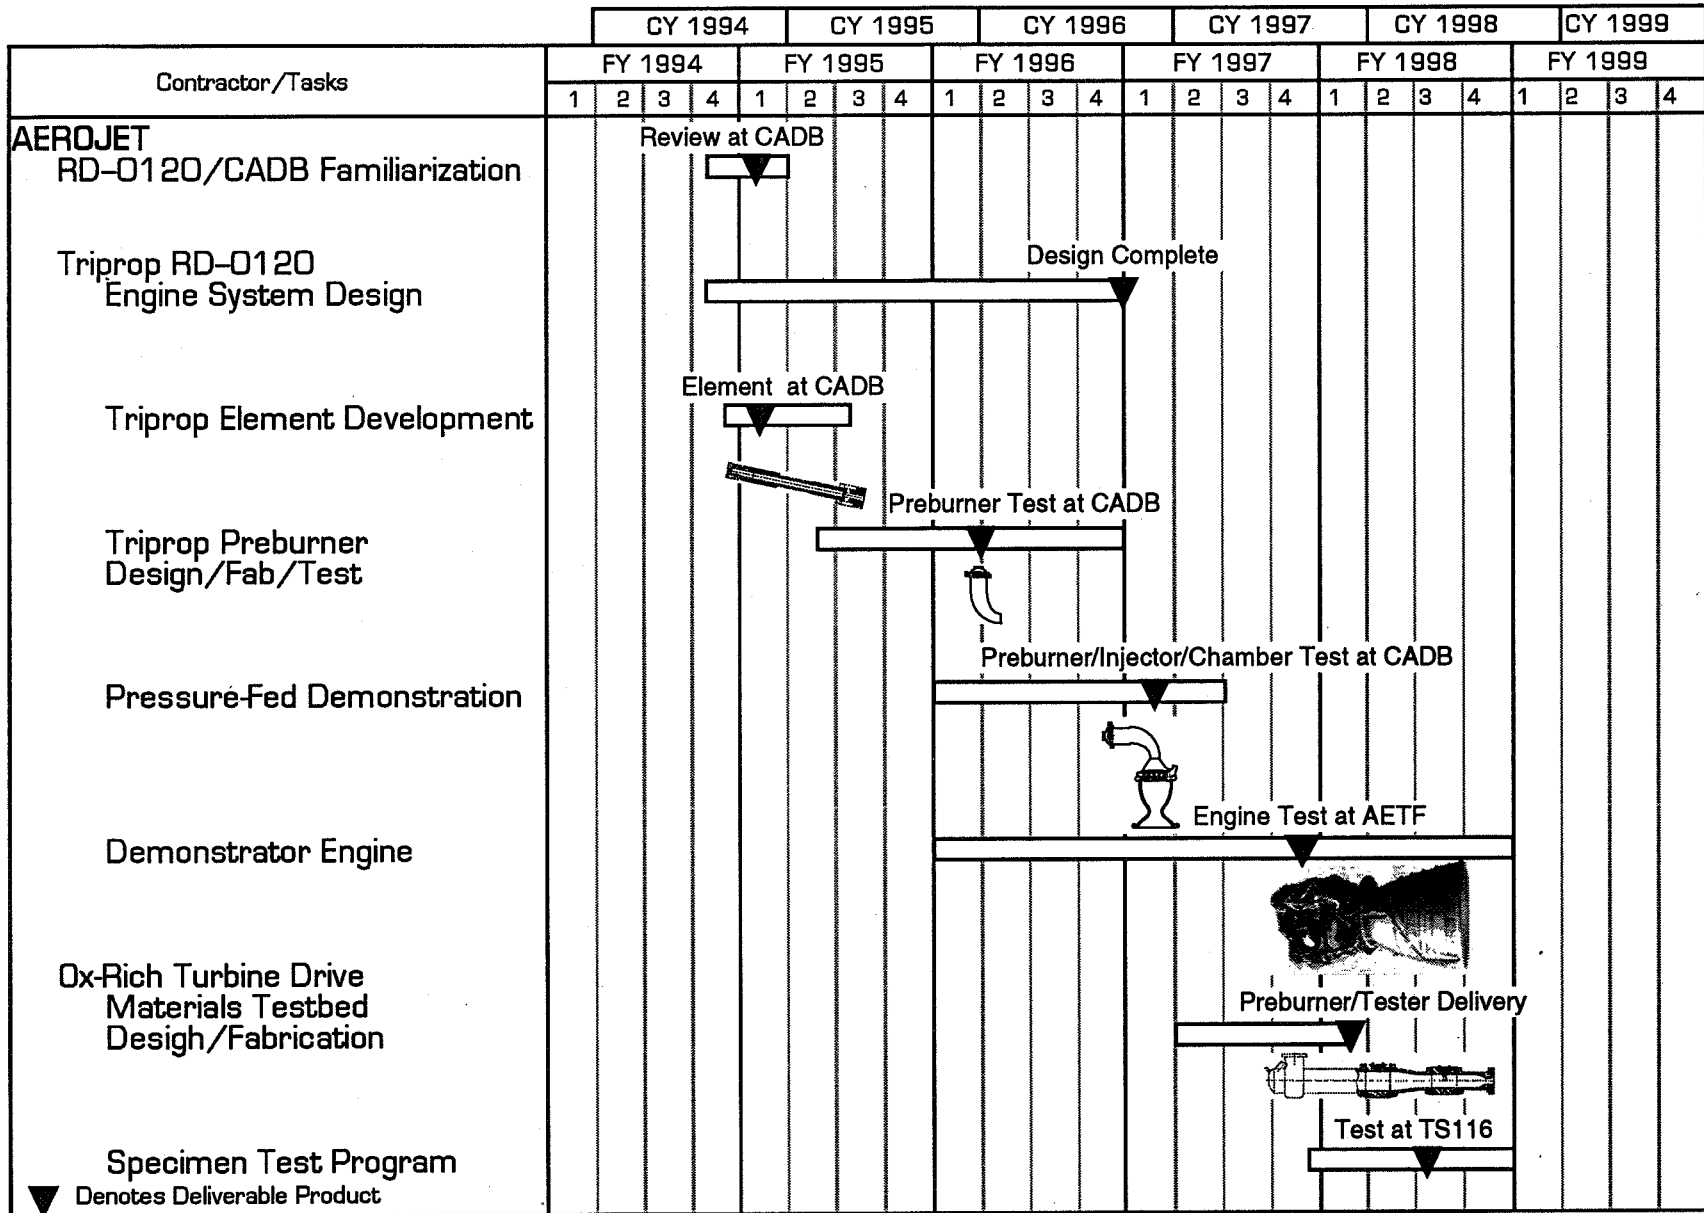 CY 1994 CY 1995 CY 1996 CY 1997 CY 1998 CY 1999
Contractor/Tasks
FY 1994 FY 1995 FY 1996 FY 1997 FY 1998 FY 1999
1 2 3 4 1 2 3 4 1 2 3 4 1 2 3 4 1 2 3 4 1 2 3 4
AEROJET
Review at CADB
RD-0120/CADB Familiarization
Design Complete
Triprop RD-0120
Engine System Design
Element at CADB
Triprop Element Development
Preburner Test at CADB
Triprop Preburner
Design/Fab/Test
Preburner/Injector/Chamber Test at CADB
Pressure-Fed Demonstration
Engine Test at AETF
Demonstrator Engine
Ox-Rich Turbine Drive
Materials Testbed
Preburner/Tester Delivery
Desigh/Fabrication
Test at TS116
Specimen Test Program
Denotes Deliverable Product